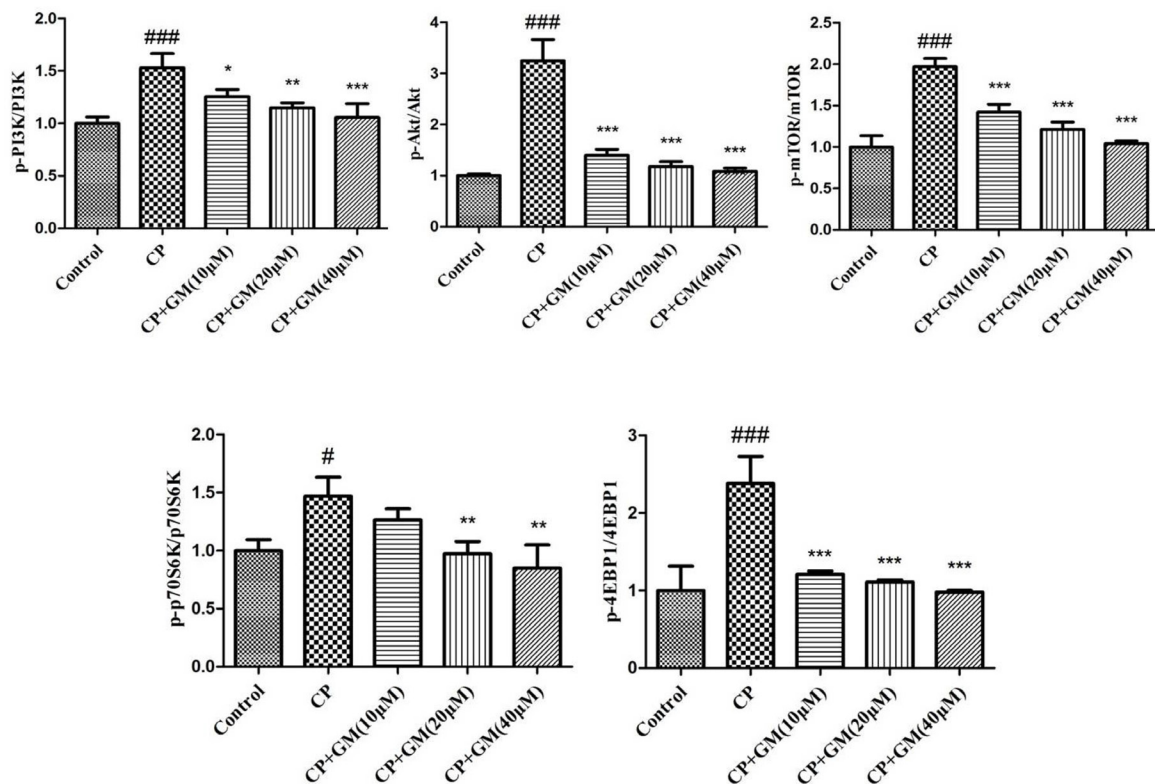 p-PI3K/PI3K
2.0
1.5
1.0
0.5
0.0
###
*
**
***
Control
CP
CP+GM(10μM)
CP+GM(20μM)
CP+GM(40μM)
p-Akt/Akt
4
3
2
1
0
###
***
***
***
Control
CP
CP+GM(10μM)
CP+GM(20μM)
CP+GM(40μM)
p-mTOR/mTOR
2.5
2.0
1.5
1.0
0.5
0.0
###
***
***
***
Control
CP
CP+GM(10μM)
CP+GM(20μM)
CP+GM(40μM)
p-p70S6K/p70S6K
2.0
1.5
1.0
0.5
0.0
#
**
**
Control
CP
CP+GM(10μM)
CP+GM(20μM)
CP+GM(40μM)
p-4EBP1/4EBP1
3
2
1
0
###
***
***
***
Control
CP
CP+GM(10μM)
CP+GM(20μM)
CP+GM(40μM)